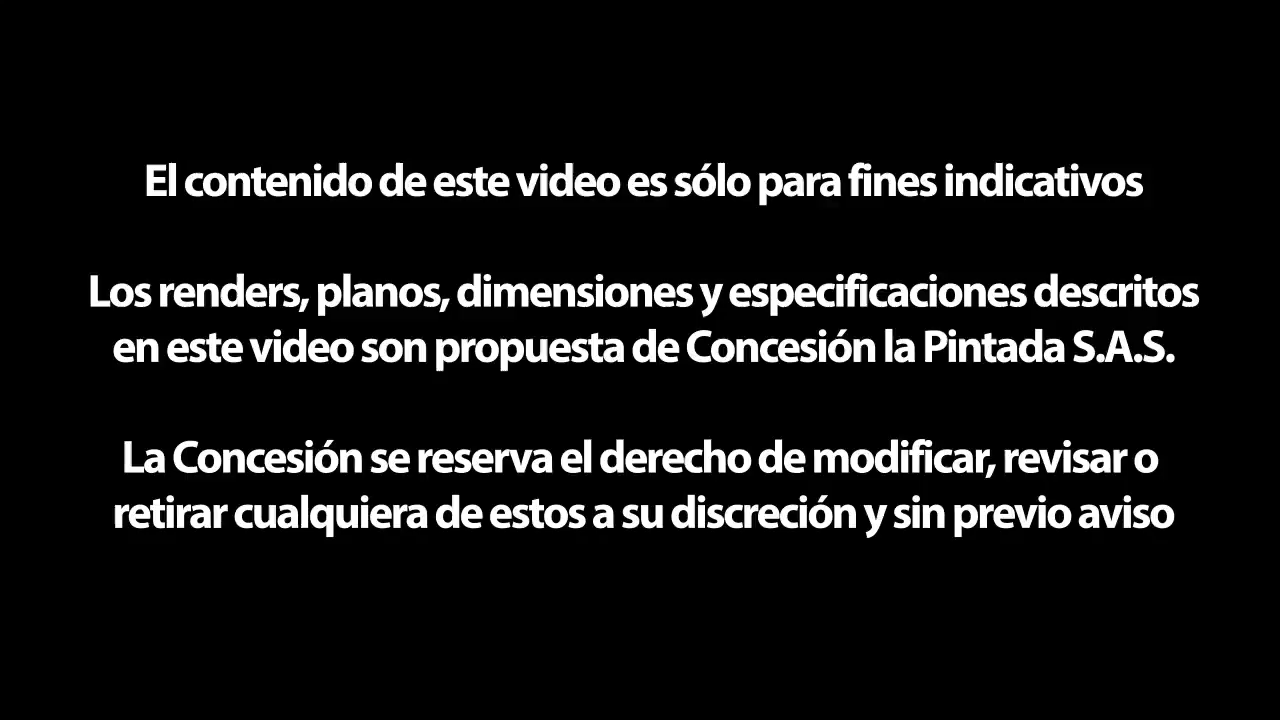 El contenido de este video es sólo para fines indicativos
Los renders, planos, dimensiones y especificaciones descritos
en este video son propuesta de Concesión la Pintada S.A.S.
La Concesión se reserva el derecho de modificar, revisar o
retirar cualquiera de estos a su discreción y sin previo aviso